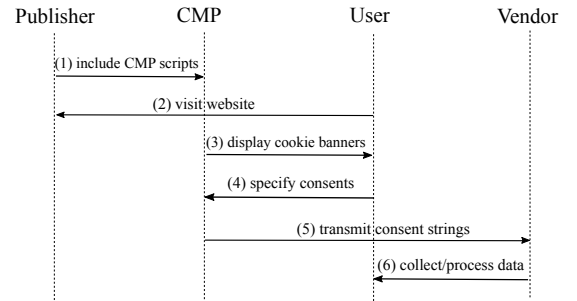 Publisher CMP User Vendor
(1) include CMP scripts
(2) visit website
(3) display cookie banners
(4) specify consents
(5) transmit consent strings
(6) collect/process data